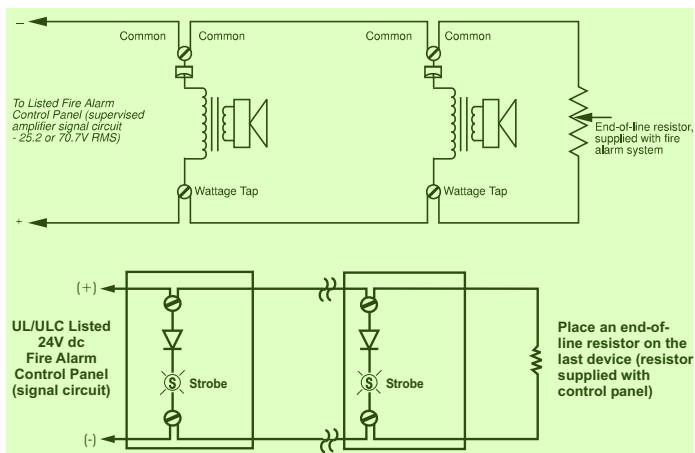 –
Common Common Common Common
To Listed Fire Alarm
Control Panel (supervised
amplifier signal circuit
- 25.2 or 70.7V RMS)
End-of-line resistor,
supplied with fire
alarm system
Wattage Tap Wattage Tap
+
(+)
UL/ULC Listed
24V dc
Fire Alarm
Control Panel
(signal circuit)
S Strobe
S Strobe
Place an end-of-
line resistor on the
last device (resistor
supplied with
control panel)
(-)